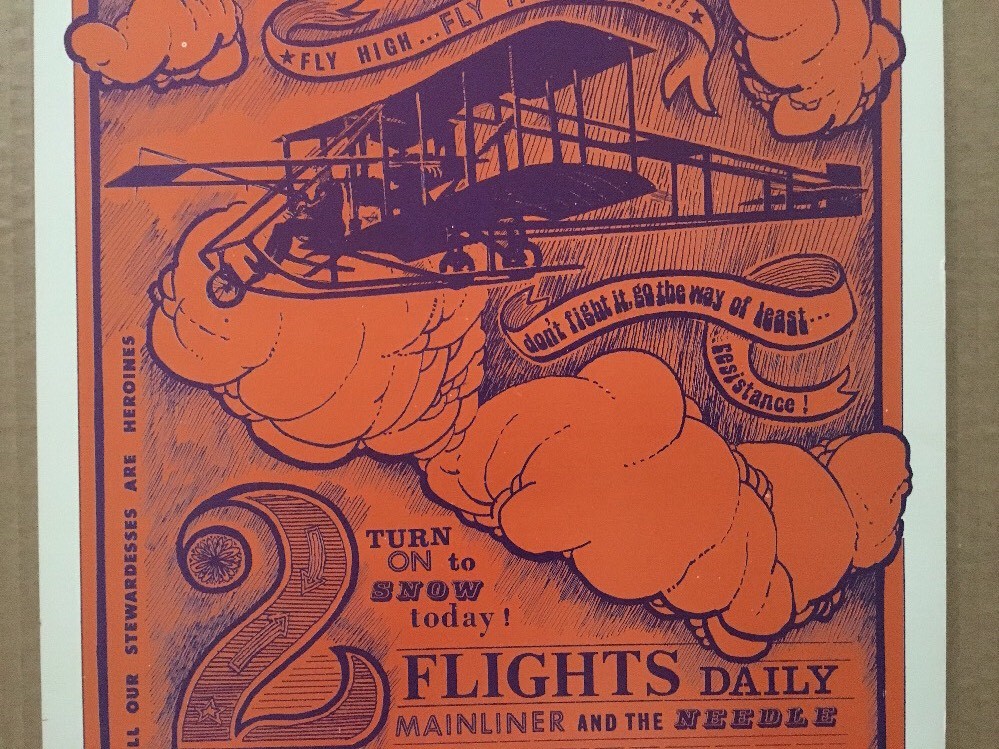 ★FLY HIGH...FLY
don't fight it, go the way of least...
resistance!
LL OUR STEWARDESSES ARE HEROINES
2
TURN
ON to
SNOW
today!
FLIGHTS DAILY
MAINLINER AND THE NEEDLE